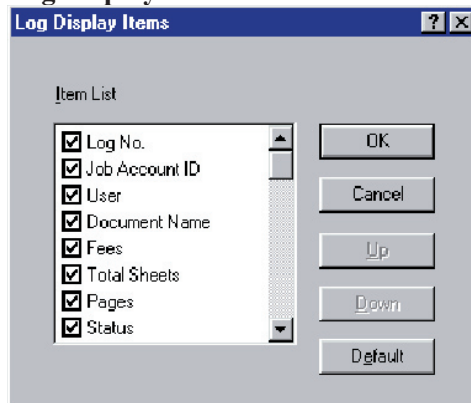 Log Display Items
Item List
Log No.
Job Account ID
User
Document Name
Fees
Total Sheets
Pages
Status
OK
Cancel
Up
Down
Default